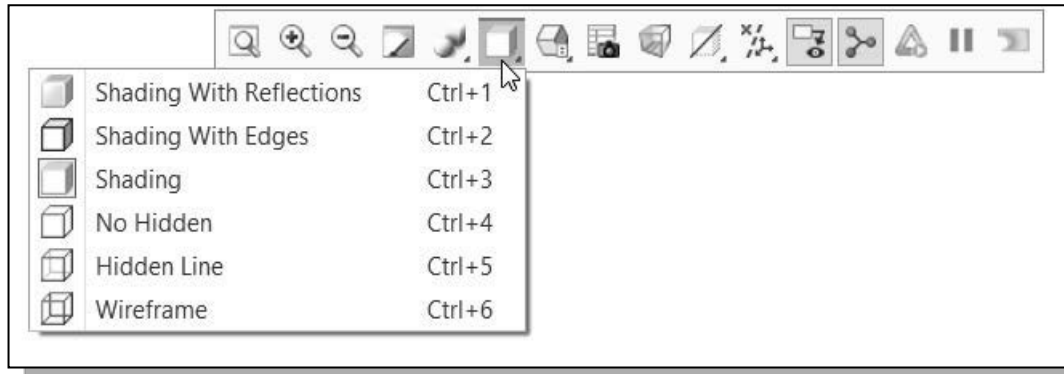 Shading With Reflections Ctrl+1
Shading With Edges Ctrl+2
Shading Ctrl+3
No Hidden Ctrl+4
Hidden Line Ctrl+5
Wireframe Ctrl+6